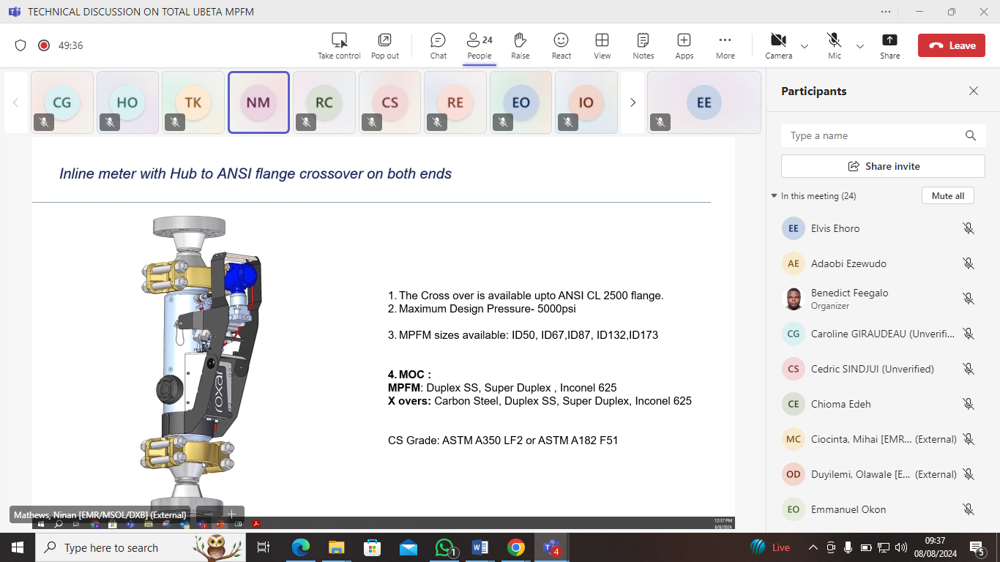 TECHNICAL DISCUSSION ON TOTAL UBETA MPFM
49:36
Take control
Pop out
Chat
24
People
Raise
React
View
Notes
Apps
More
Camera
Mic
Share
Leave
CG
HO
TK
NM
RC
CS
RE
EO
IO
EE
Inline meter with Hub to ANSI flange crossover on both ends
roxar
1. The Cross over is available upto ANSI CL 2500 flange.
2. Maximum Design Pressure- 5000psi
3. MPFM sizes available: ID50, ID67,ID87, ID132,ID173
4. MOC :
MPFM: Duplex SS, Super Duplex , Inconel 625
X overs: Carbon Steel, Duplex SS, Super Duplex, Inconel 625
CS Grade: ASTM A350 LF2 or ASTM A182 F51
Mathews, Ninan [EMR/MSOL/DXB] (External)
12:37 PM
8/8/2024
Participants
Type a name
Share invite
In this meeting (24)
Mute all
EE
Elvis Ehoro
AE
Adaobi Ezewudo
Benedict Feegalo
Organizer
CG
Caroline GIRAUDEAU (Unverifi...
CS
Cedric SINDJUI (Unverified)
CE
Chioma Edeh
MC
Ciocinta, Mihai [EMR... (External)
OD
Duyilemi, Olawale [E... (External)
EO
Emmanuel Okon
Type here to search
1
4
Live
09:37
08/08/2024
5